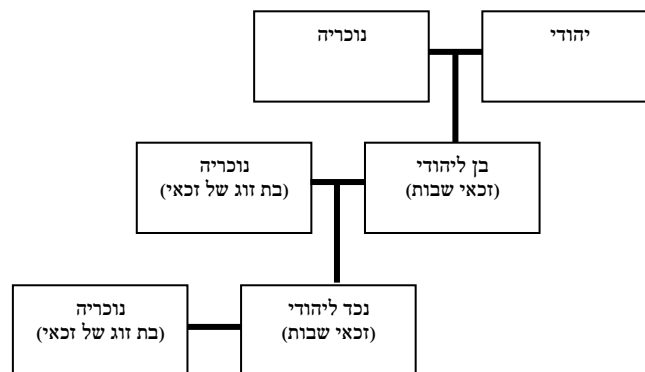 יהודי
נוכריה
בן ליהודי
(זכאי שבות)
נוכריה
(בת זוג של זכאי)
נכד ליהודי
(זכאי שבות)
נוכריה
(בת זוג של זכאי)